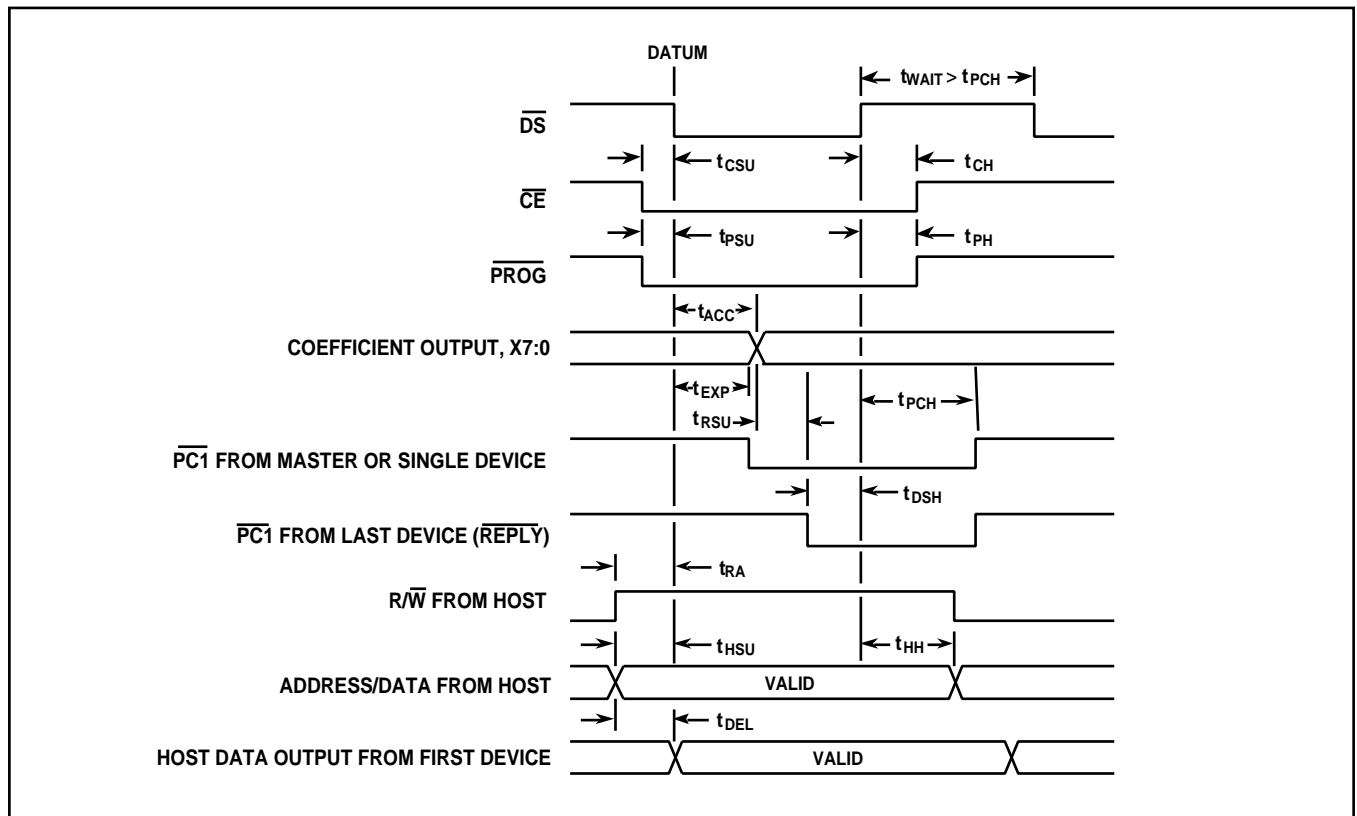 DATUM
tWAIT > tPCH
DS
tCSU
tCH
CE
tPSU
tPH
PROG
tACC
COEFFICIENT OUTPUT, X7:0
tEXP
tPCH
tRSU
PC1 FROM MASTER OR SINGLE DEVICE
tDSH
PC1 FROM LAST DEVICE (REPLY)
tRA
R/W FROM HOST
tHSU
tHH
ADDRESS/DATA FROM HOST
VALID
tDEL
HOST DATA OUTPUT FROM FIRST DEVICE
VALID